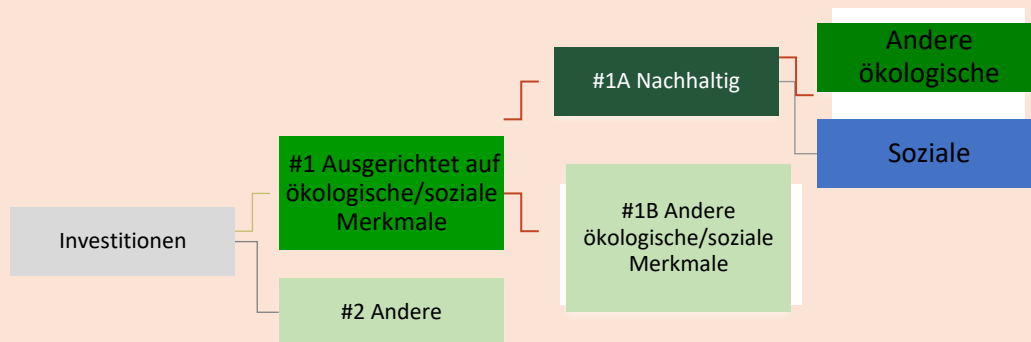 Investitionen
#1 Ausgerichtet auf
ökologische/soziale
Merkmale
#2 Andere
#1A Nachhaltig
#1B Andere
ökologische/soziale
Merkmale
Andere
ökologische
Soziale